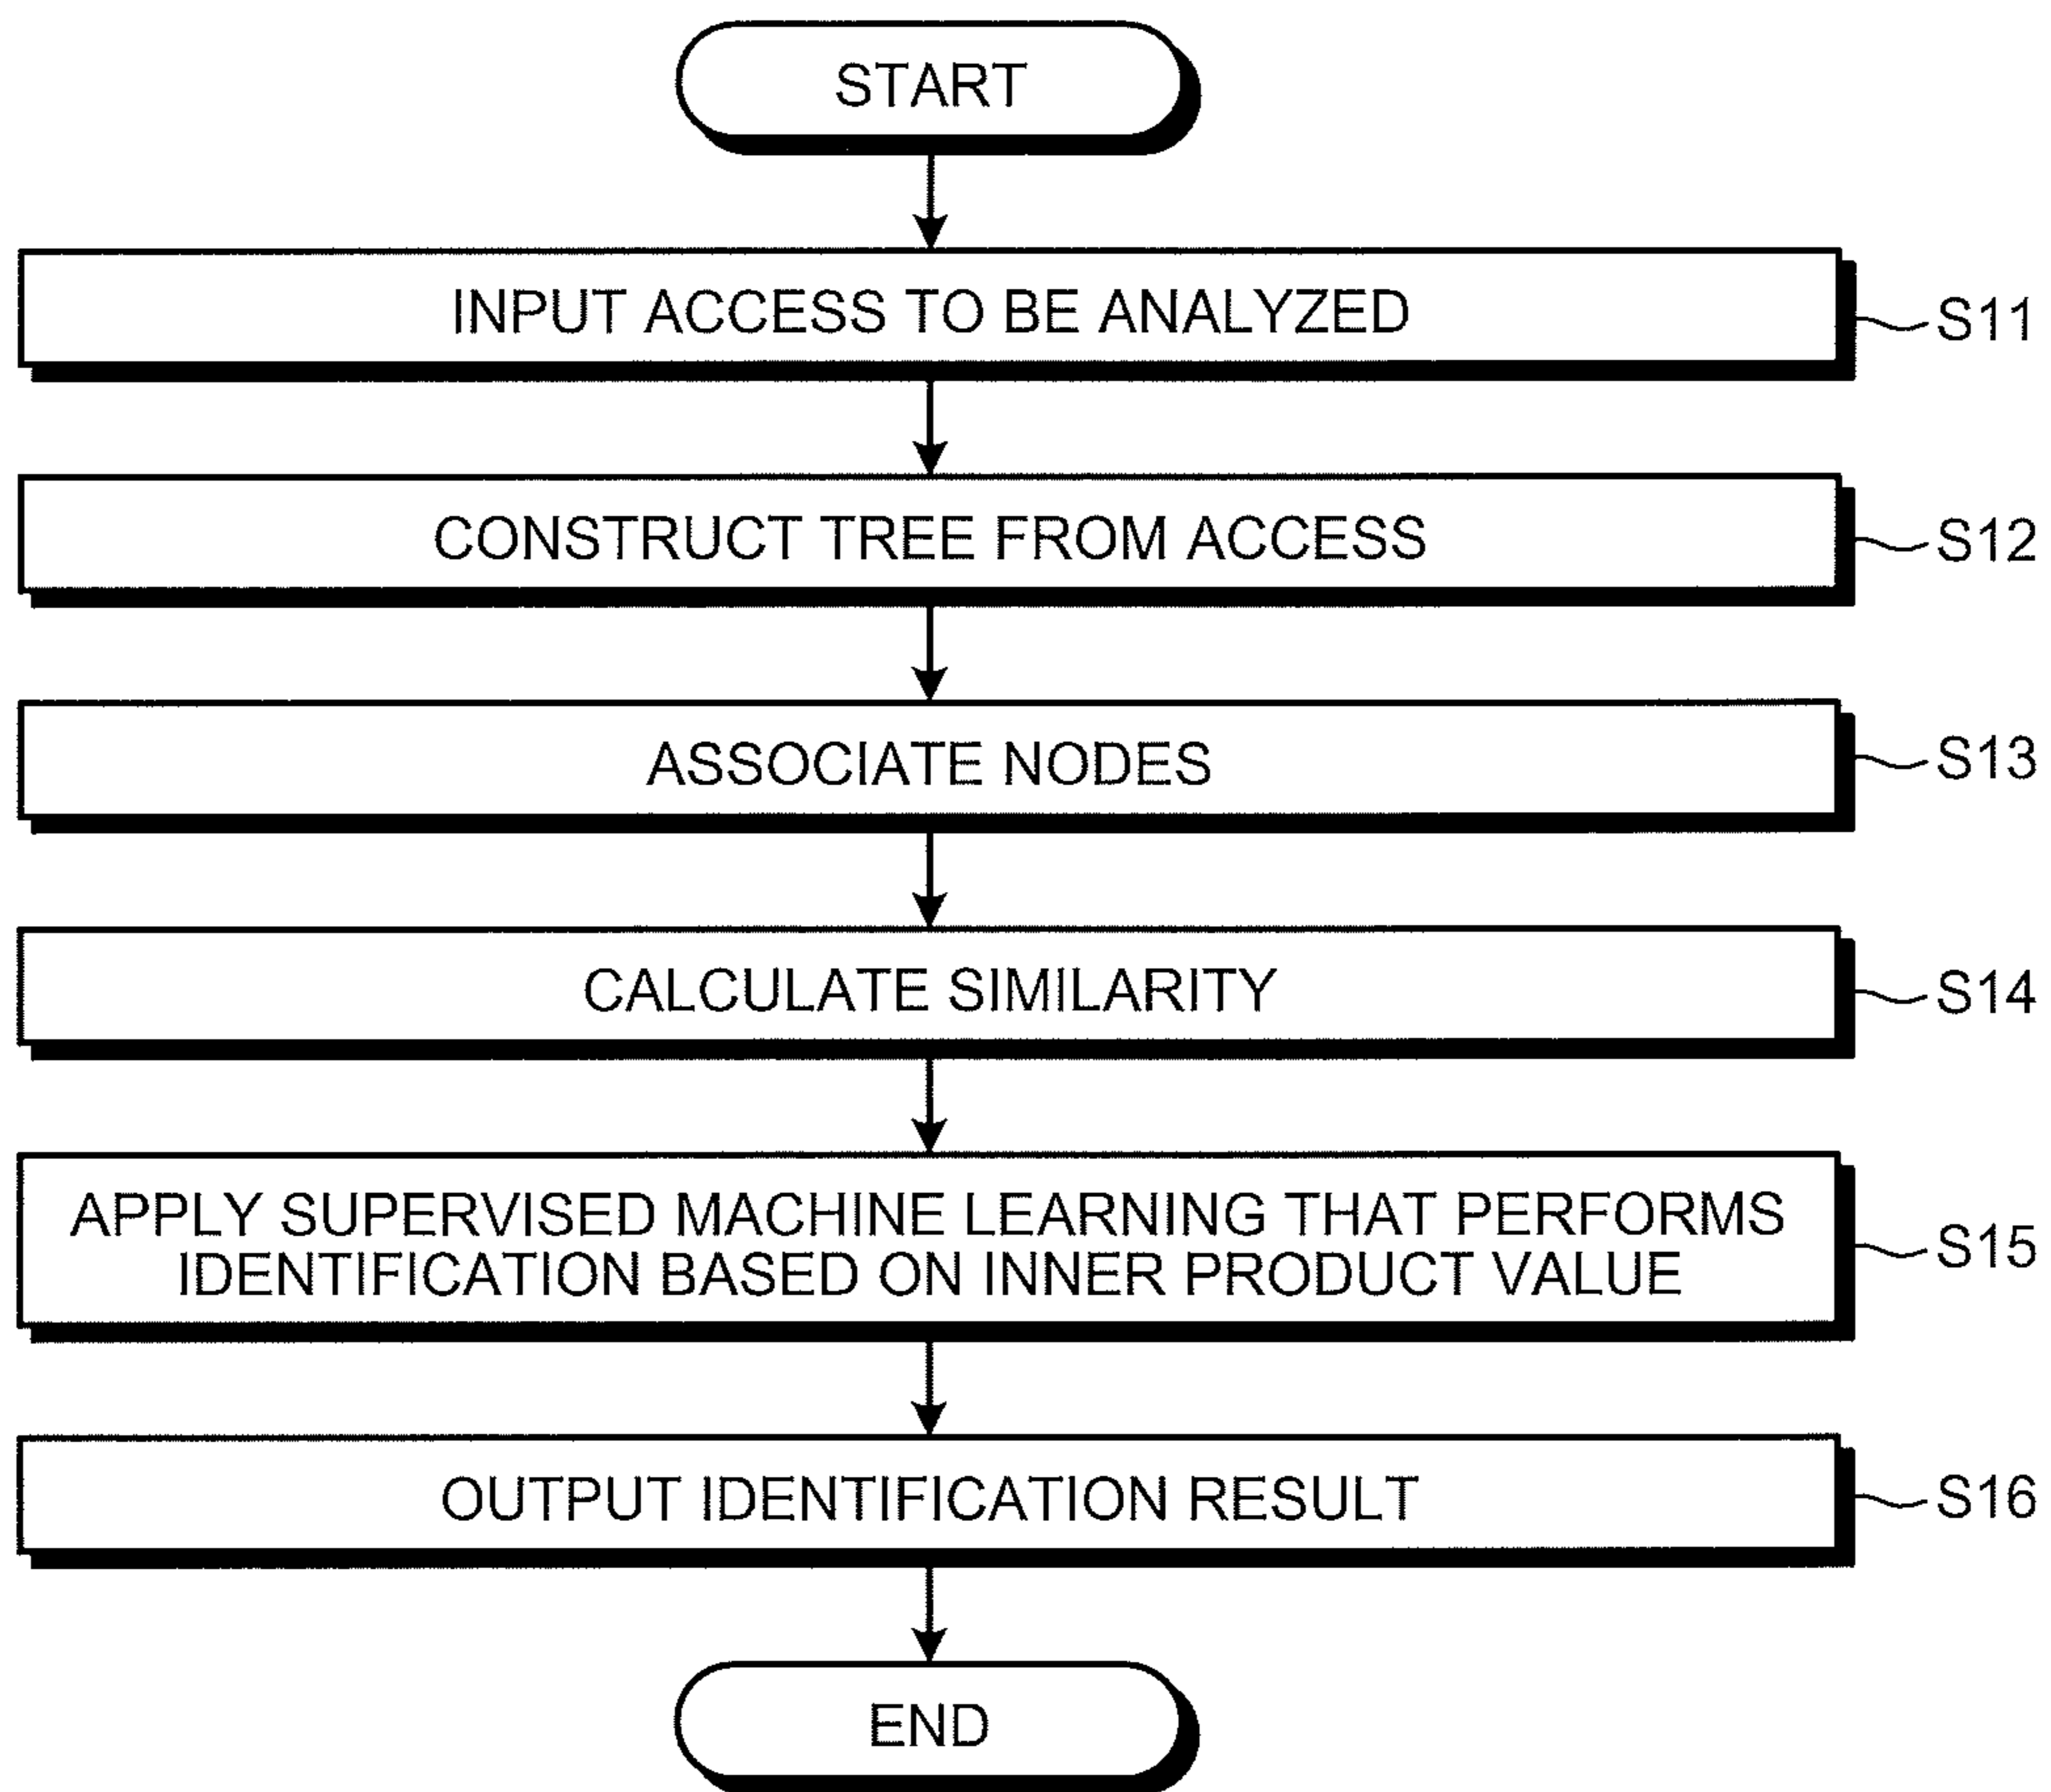 START
INPUT ACCESS TO BE ANALYZED
S11
CONSTRUCT TREE FROM ACCESS
S12
ASSOCIATE NODES
S13
CALCULATE SIMILARITY
S14
APPLY SUPERVISED MACHINE LEARNING THAT PERFORMS
IDENTIFICATION BASED ON INNER PRODUCT VALUE
S15
OUTPUT IDENTIFICATION RESULT
S16
END